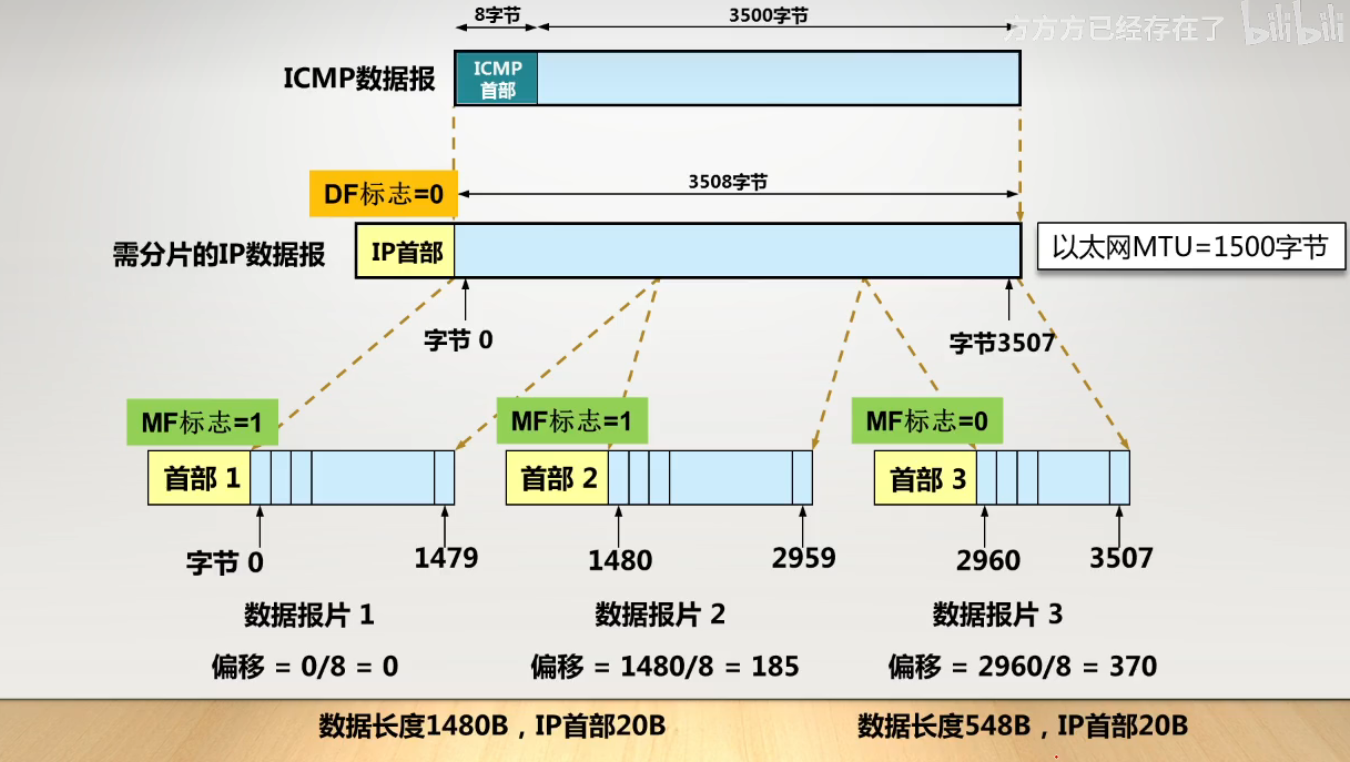 8字节 3500字节
方方方已经存在了 bilibili
ICMP数据报 ICMP
首部
3508字节
DF标志=0
需分片的IP数据报 IP首部 以太网MTU=1500字节
字节 0 字节3507
MF标志=1 MF标志=1 MF标志=0
首部 1 首部 2 首部 3
字节 0 1479 1480 2959 2960 3507
数据报片 1 数据报片 2 数据报片 3
偏移 = 0/8 = 0 偏移 = 1480/8 = 185 偏移 = 2960/8 = 370
数据长度1480B，IP首部20B 数据长度548B，IP首部20B